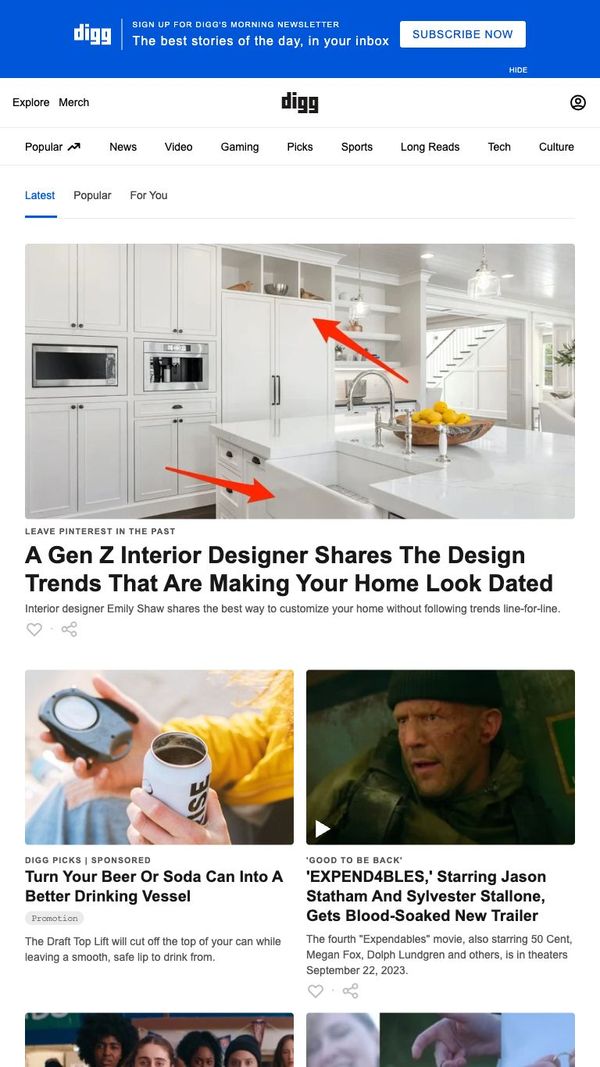 digg
SIGN UP FOR DIGG'S MORNING NEWSLETTER
The best stories of the day, in your inbox
SUBSCRIBE NOW
HIDE
Explore Merch
digg
Popular News Video Gaming Picks Sports Long Reads Tech Culture
Latest Popular For You
LEAVE PINTEREST IN THE PAST
A Gen Z Interior Designer Shares The Design
Trends That Are Making Your Home Look Dated
Interior designer Emily Shaw shares the best way to customize your home without following trends line-for-line.
DIGG PICKS | SPONSORED
Turn Your Beer Or Soda Can Into A
Better Drinking Vessel
Promotion
The Draft Top Lift will cut off the top of your can while
leaving a smooth, safe lip to drink from.
'GOOD TO BE BACK'
'EXPEND4BLES,' Starring Jason
Statham And Sylvester Stallone,
Gets Blood-Soaked New Trailer
The fourth "Expendables" movie, also starring 50 Cent,
Megan Fox, Dolph Lundgren and others, is in theaters
September 22, 2023.